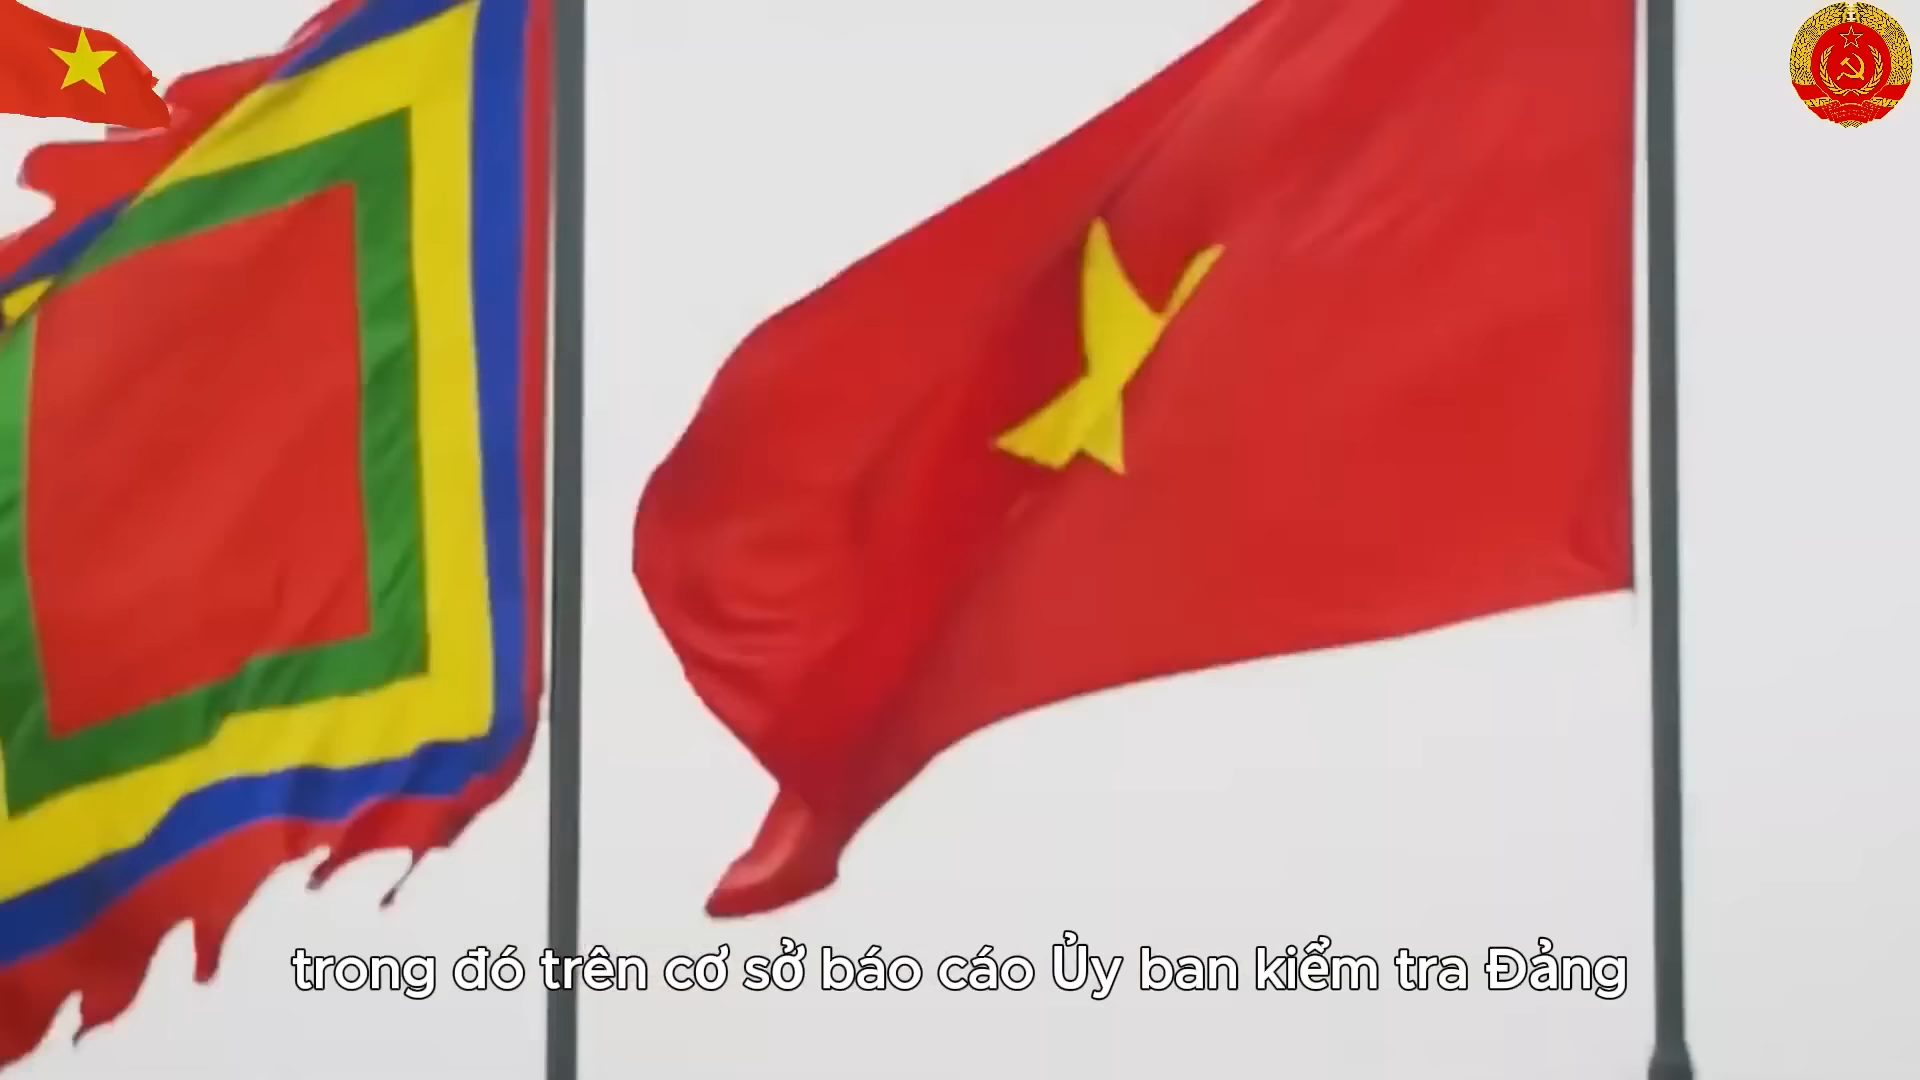 trong đó trên cơ sở báo cáo Ủy ban kiểm tra Đảng